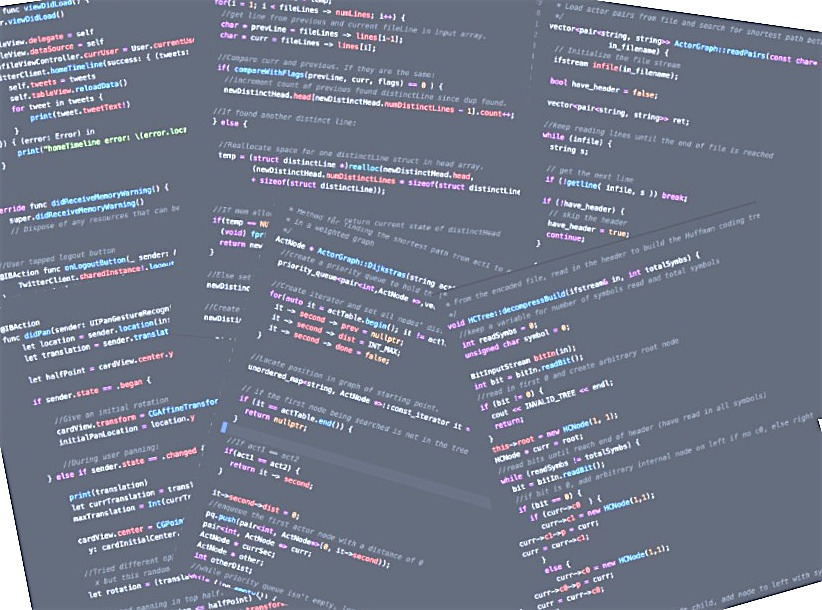 func viewDidLoad() {
.viewDidLoad()
leView.delegate = self
leView.dataSource = self
fileViewController.currUser = User.currentUse
tterClient.homeTimeline(success: { (tweets:
self.tweets = tweets
self.tableView.reloadData()
for tweet in tweets {
print(tweet.tweetText!)
}
}) { (error: Error) in
print("homeTimeline error: \(error.loca
}
erride func didReceiveMemoryWarning() {
super.didReceiveMemoryWarning()
// Dispose of any resources that can be
/User tapped logout button
@IBAction func onLogoutButton(_ sender:
TwitterClient.sharedInstance!.logout
for(i = 1; i < fileLines -> numLines; i++) {
//get line from previous and current fileLine in input array.
char * prevLine = fileLines -> lines[i-1];
char * curr = fileLines -> lines[i];
//Compare curr and previous. If they are the same:
if( compareWithFlags(prevLine, curr, flags) == 0 ) {
//increment count of previous found distinctLine since dup found.
newDistinctHead.head[newDistinctHead.numDistinctLines - 1].count++;
//If found another distinct line:
} else {
//Reallocate space for one distinctLine struct in head array.
temp = (struct distinctLine *)realloc(newDistinctHead.head,
(newDistinctHead.numDistinctLines * sizeof(struct distinctLine
+ sizeof(struct distinctLine));
//If mem alloc
if(temp == NU
(void) fpr
return new
}
//Else set
newDistinc
//Create
newDisti
* Load actor pairs from file and search for shortest path betw
*/
vector<pair<string, string>> ActorGraph::readPairs(const char*
in_filename) {
// Initialize the file stream
ifstream infile(in_filename);
bool have_header = false;
vector<pair<string, string>> ret;
//Keep reading lines until the end of file is reached
while (infile) {
string s;
// get the next line
if (!getline( infile, s )) break;
if (!have_header) {
// skip the header
have_header = true;
continue;
}
@IBAction
func didPan(sender: UIPanGestureRecogni
let location = sender.location(in:
let translation = sender.translat
let halfPoint = cardView.center.y
if sender.state == .began {
//Give an initial rotation
cardView.transform = CGAffineTransfor
initialPanLocation = location.y
//During user panning:
} else if sender.state == .changed
print(translation)
let currTranslation = transl
maxTranslation = Int(currTr
cardView.center = CGPoin
y: cardInitialCenter.
//Tried different op
x but this random
let rotation = (transla
panning in top half.
halfPoint) {
* Method for return current state of distinctHead
* finding the shortest path from act1 to
* in a weighted graph
*/
ActNode * ActorGraph::Dijkstras(string ac
//create a priority queue to hold th
priority_queue<pair<int,ActNode *>,ve
//Create iterator and set all nodes' dis
for(auto it = actTable.begin(); it != actT
it -> second -> prev = nullptr;
it -> second -> dist = INT_MAX;
it -> second -> done = false;
}
//Locate position in graph of starting point.
unordered_map<string, ActNode *>::const_iterator it =
// if the first node being searched is not in the tree
if (it == actTable.end()) {
return nullptr;
}
//If act1 == act2
if(act1 == act2) {
return it -> second;
it->second->dist = 0;
//enqueue the first actor node with a distance of 0
pq.push(pair<int, ActNode*>(0, it->second));
pair<int, ActNode *> curr;
ActNode * currSec;
ActNode * other;
int otherDist;
//while priority queue isn't empty,
* From the encoded file, read in the header to build the Huffman coding tre
*/
void HCTree::decompressBuild(ifstream& in, int totalSymbs) {
//keep a variable for number of symbols read and total symbols
int readSymbs = 0;
unsigned char symbol = 0;
BitInputStream bitIn(in);
int bit = bitIn.readBit();
//read in first 0 and create arbitrary root node
if (bit != 0) {
cout << INVALID_TREE << endl;
return;
}
this->root = new HCNode(1, 1);
HCNode * curr = root;
//read bits until reach end of header (have read in all symbols)
while (readSymbs != totalSymbs) {
bit = bitIn.readBit();
//if bit is 0, add arbitrary internal node on left if no c0, else right
if (bit == 0) {
if (curr->c0 ) {
curr->c1 = new HCNode(1,1);
curr->c1->p = curr;
curr = curr->c1;
}
else {
curr->c0 = new HCNode(1,1);
curr->c0->p = curr;
curr = curr->c0;
child, add node to left with sy